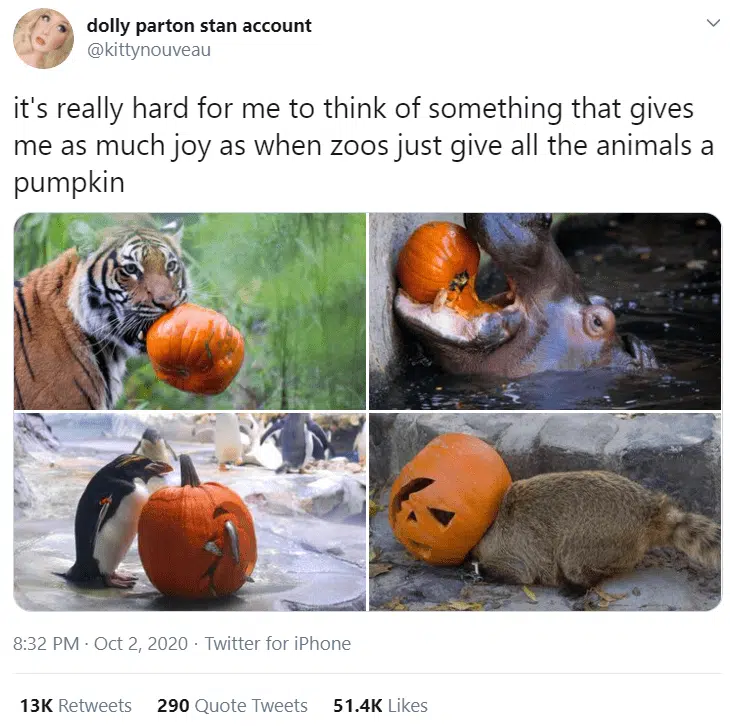 dolly parton stan account
@kittynouveau
it's really hard for me to think of something that gives
me as much joy as when zoos just give all the animals a
pumpkin
8:32 PM · Oct 2, 2020 · Twitter for iPhone
13K Retweets 290 Quote Tweets 51.4K Likes